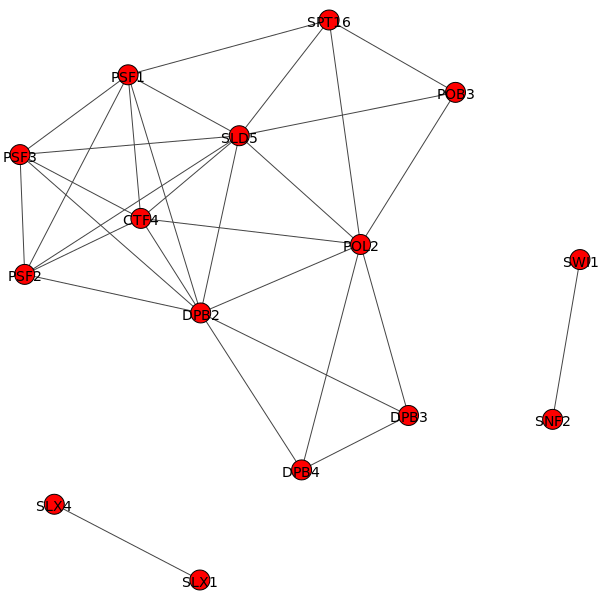 SPT16
PSF1
POB3
SLD5
PSF3
CTF4
POL2
SWI1
PSF2
DPB2
DPB3
SNF2
DPB4
SLX4
SLX1